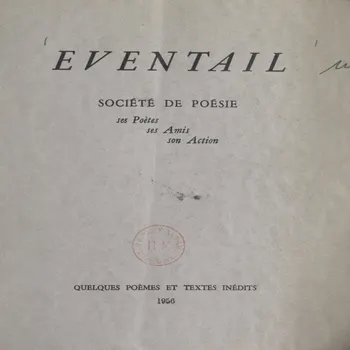 EVENTAIL
SOCIÉTÉ DE POÉSIE
ses Poètes
ses Amis
son Action
QUELQUES POÈMES ET TEXTES INÉDITS
1956